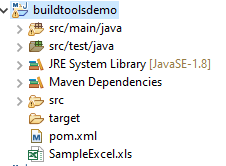 buildtoolsdemo
src/main/java
src/test/java
JRE System Library [JavaSE-1.8]
Maven Dependencies
src
target
pom.xml
SampleExcel.xls